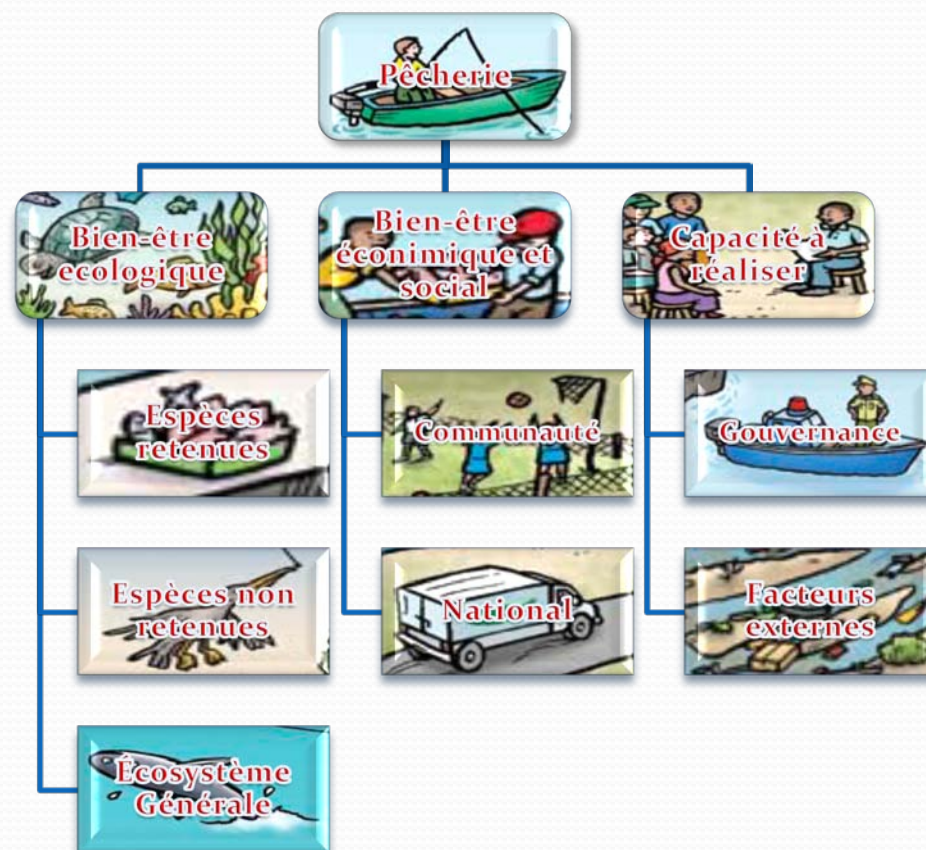 Pêcherie
Bien-être
ecologique
Bien-être
éconimique et
social
Capacité à
réaliser
Espèces
retenues
Communauté
Gouvernance
Espèces non
retenues
National
Facteurs
externes
Écosystème
Générale